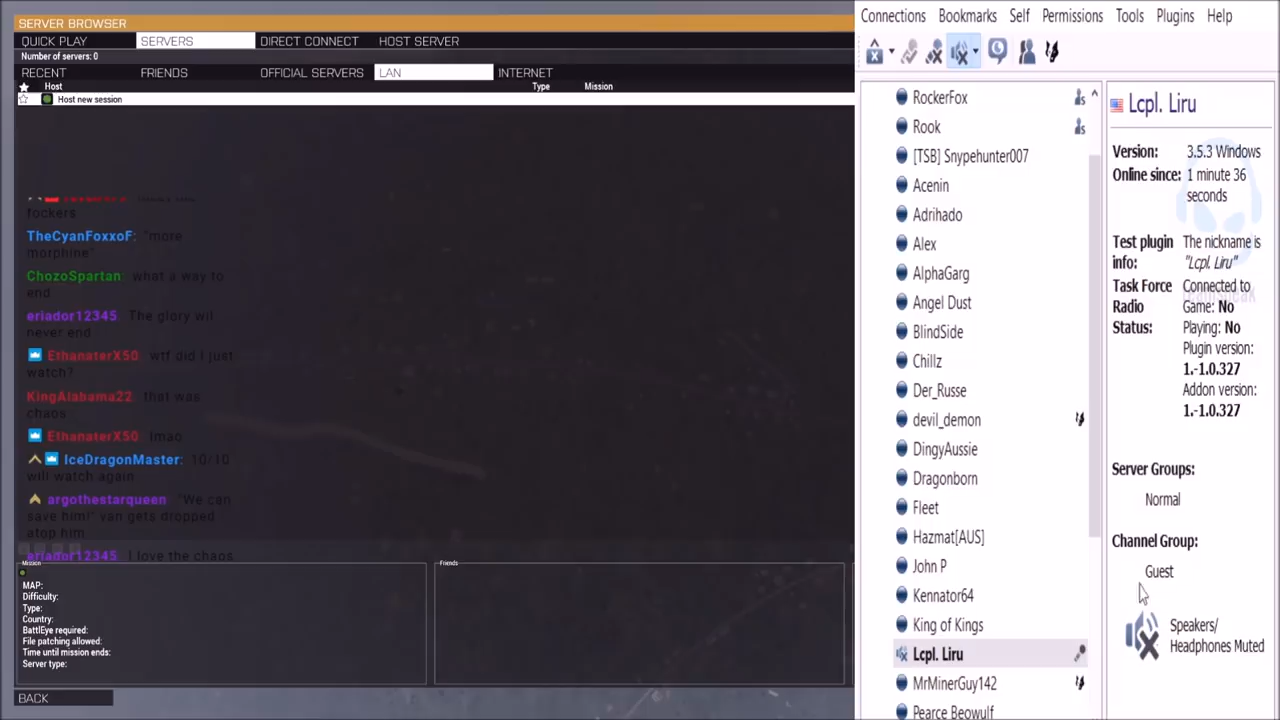 SERVER BROWSER
QUICK PLAY SERVERS DIRECT CONNECT HOST SERVER
Number of servers: 0
RECENT FRIENDS OFFICIAL SERVERS LAN INTERNET
Host Type Mission
Host new session
fockers
TheCyanFoxxoF: "more
morphine"
ChozoSpartan: what a way to
end
eriador12345: The glory wil
never end
EthanaterX50: wtf did I just
watch?
KingAlabama22: that was
chaos
EthanaterX50: lmao
IceDragonMaster: 10/10
will watch again
argothestarqueen: "We can
save him!" van gets dropped
atop him
eriador12345: I love the chaos
Mission
MAP:
Difficulty:
Type:
Country:
BattlEye required:
File patching allowed:
Time until mission ends:
Server type:
Friends
BACK
Connections Bookmarks Self Permissions Tools Plugins Help
RockerFox
Rook
[TSB] Snypehunter007
Acenin
Adrihado
Alex
AlphaGarg
Angel Dust
BlindSide
Chillz
Der_Russe
devil_demon
DingyAussie
Dragonborn
Fleet
Hazmat[AUS]
John P
Kennator64
King of Kings
Lcpl. Liru
MrMinerGuy142
Pearce Beowulf
Lcpl. Liru
Version: 3.5.3 Windows
Online since: 1 minute 36
seconds
Test plugin The nickname is
info: "Lcpl. Liru"
Task Force Connected to
Radio Game: No
Status: Playing: No
Plugin version:
1.-1.0.327
Addon version:
1.-1.0.327
Server Groups:
Normal
Channel Group:
Guest
Speakers/
Headphones Muted